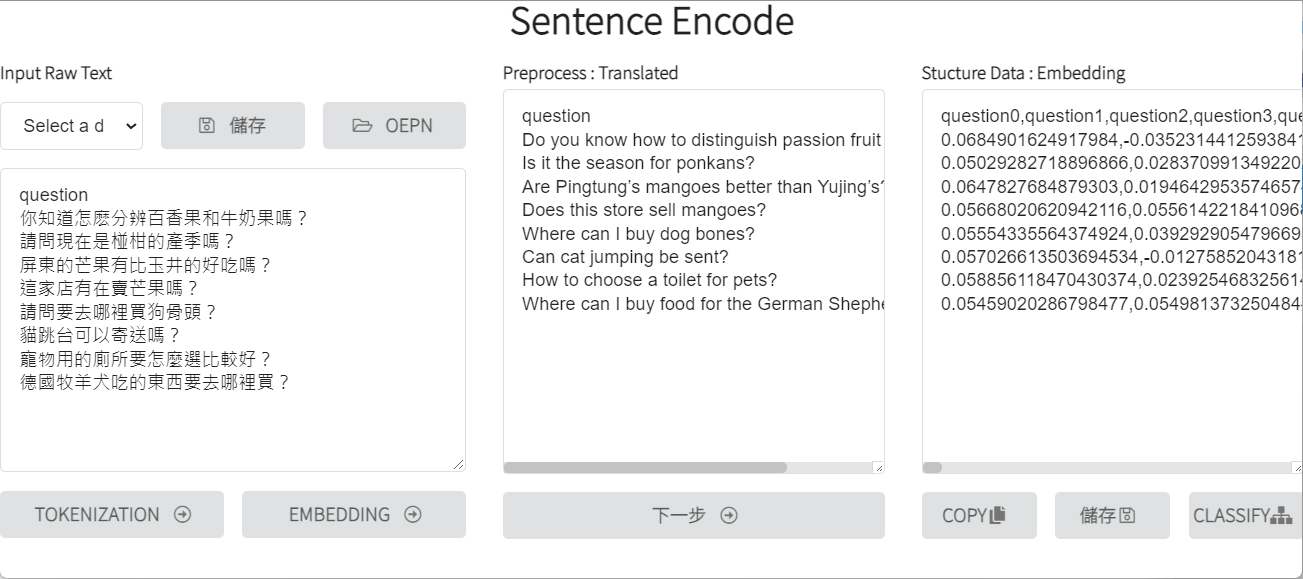 Sentence Encode
Input Raw Text
Select a d
儲存
OEPN
question
你知道怎麼分辨百香果和牛奶果嗎？
請問現在是椪柑的產季嗎？
屏東的芒果有比玉井的好吃嗎？
這家店有在賣芒果嗎？
請問要去哪裡買狗骨頭？
貓跳台可以寄送嗎？
寵物用的廁所要怎麼選比較好？
德國牧羊犬吃的東西要去哪裡買？
TOKENIZATION
EMBEDDING
Preprocess : Translated
question
Do you know how to distinguish passion fruit
Is it the season for ponkans?
Are Pingtung’s mangoes better than Yujing’s?
Does this store sell mangoes?
Where can I buy dog bones?
Can cat jumping be sent?
How to choose a toilet for pets?
Where can I buy food for the German Shephe
下一步
Stucture Data : Embedding
question0,question1,question2,question3,que
0.0684901624917984,-0.035231441259384
0.05029282718896866,0.028370991349220
0.0647827684879303,0.019464295357465
0.05668020620942116,0.055614221841096
0.05554335564374924,0.039292905479669
0.057026613503694534,-0.01275852043181
0.058856118470430374,0.02392546832561
0.05459020286798477,0.054981373250484
COPY
儲存
CLASSIFY